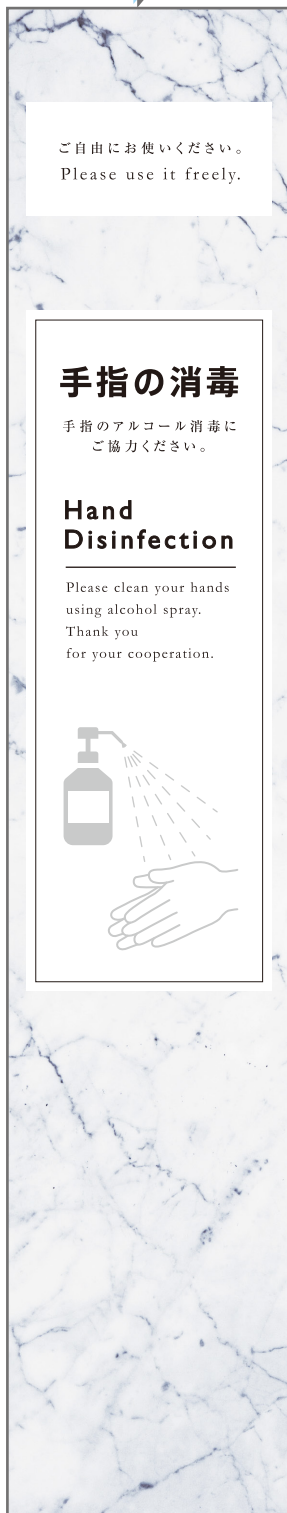 ご自由にお使いください。
Please use it freely.
手指の消毒
手指のアルコール消毒に
ご協力ください。
Hand
Disinfection
Please clean your hands
using alcohol spray.
Thank you
for your cooperation.